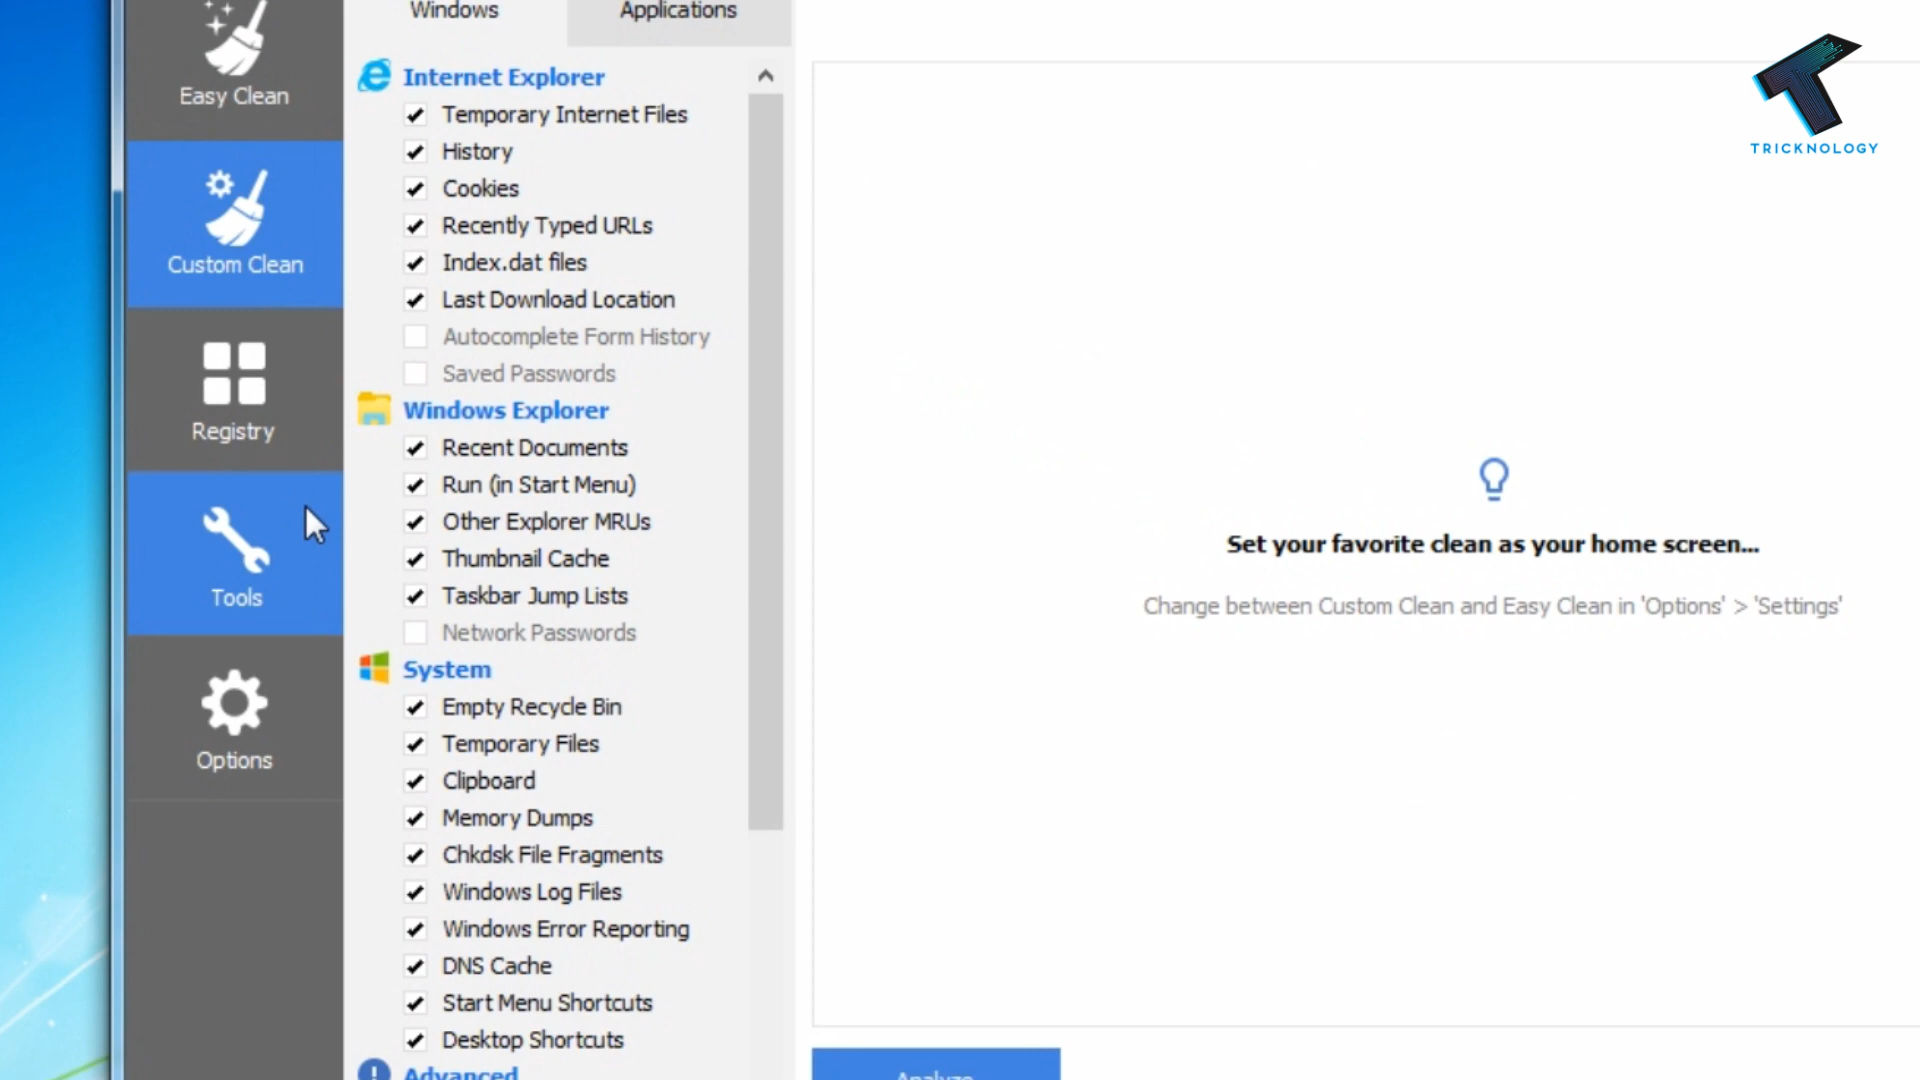 Windows
Applications
Easy Clean
Custom Clean
Registry
Tools
Options
Internet Explorer
Temporary Internet Files
History
Cookies
Recently Typed URLs
Index.dat files
Last Download Location
Autocomplete Form History
Saved Passwords
Windows Explorer
Recent Documents
Run (in Start Menu)
Other Explorer MRUs
Thumbnail Cache
Taskbar Jump Lists
Network Passwords
System
Empty Recycle Bin
Temporary Files
Clipboard
Memory Dumps
Chkdsk File Fragments
Windows Log Files
Windows Error Reporting
DNS Cache
Start Menu Shortcuts
Desktop Shortcuts
Advanced
TRICKNOLOGY
Set your favorite clean as your home screen...
Change between Custom Clean and Easy Clean in 'Options' > 'Settings'
Analyze